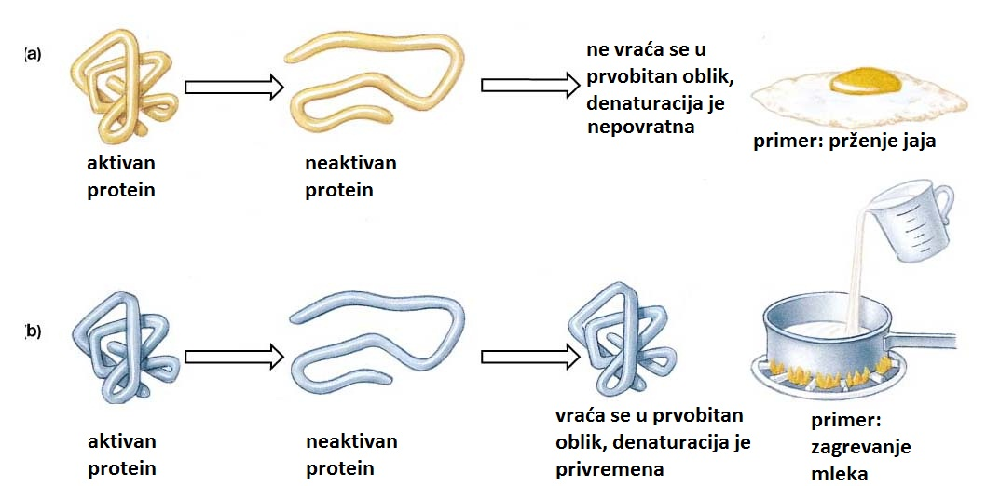 (a)
ne vraća se u
prvobitan oblik,
denaturacija je
nepovratna
primer: prženje jaja
aktivan
protein
neaktivan
protein
(b)
vraća se u prvobitan
oblik, denaturacija je
privremena
primer:
zagrevanje
mleka
aktivan
protein
neaktivan
protein